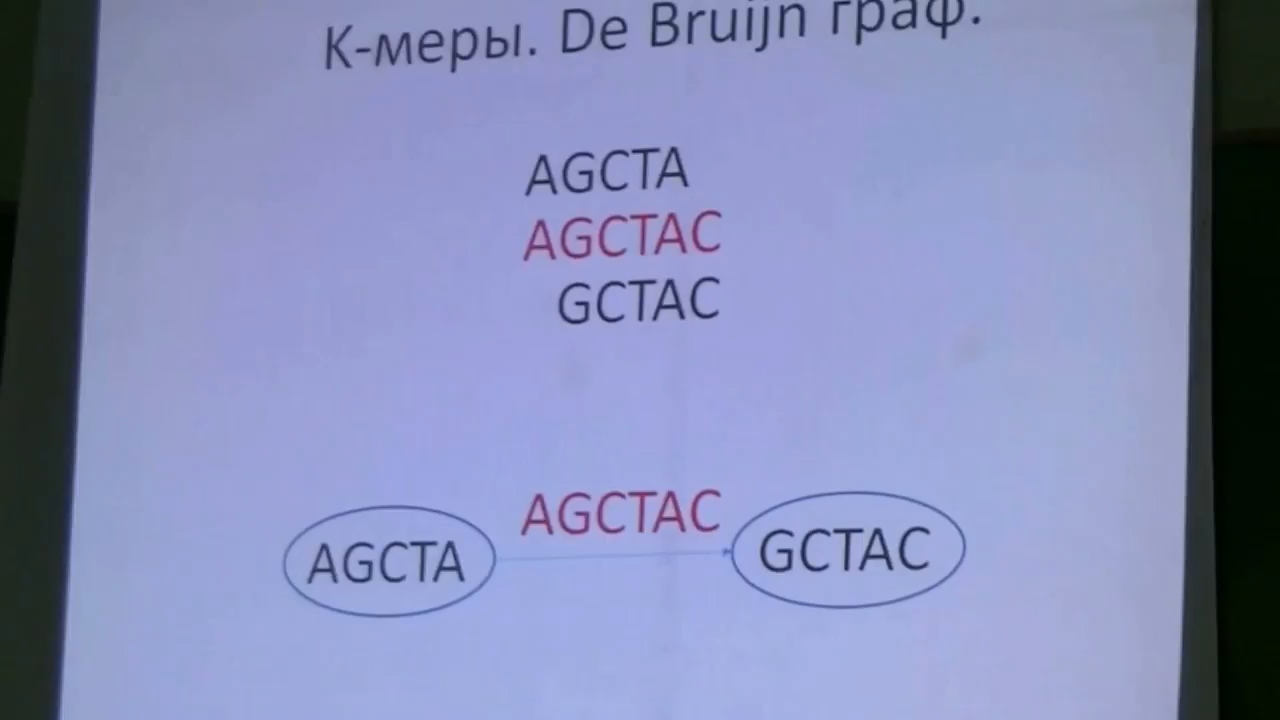 К-меры. De Bruijn граф.
AGCTA
AGCTAC
GCTAC
AGCTAC
AGCTA
GCTAC